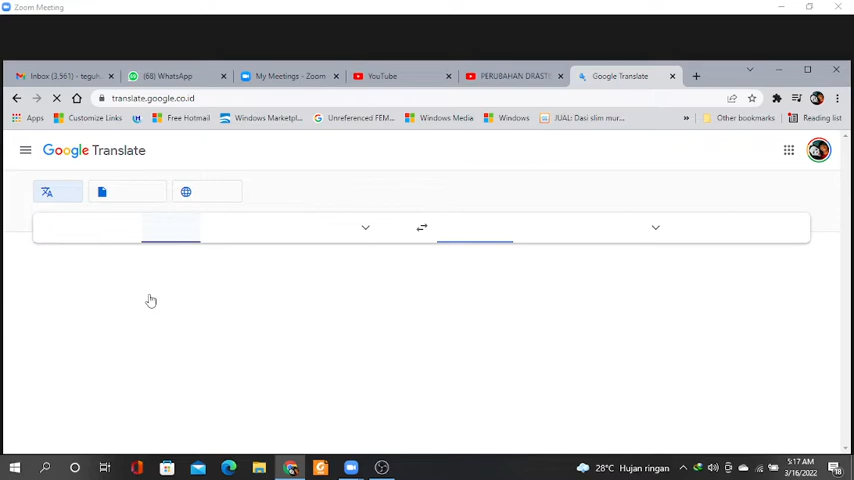 Zoom Meeting
Inbox (3,561) - teguh
(68) WhatsApp
My Meetings - Zoom
YouTube
PERUBAHAN DRASTI
Google Translate
translate.google.co.id
Apps
Customize Links
Free Hotmail
Windows Marketpl...
Unreferenced FEM...
Windows Media
Windows
JUAL: Dasi slim mur...
»
Other bookmarks
Reading list
Google Translate
28°C Hujan ringan
5:17 AM
3/16/2022
18